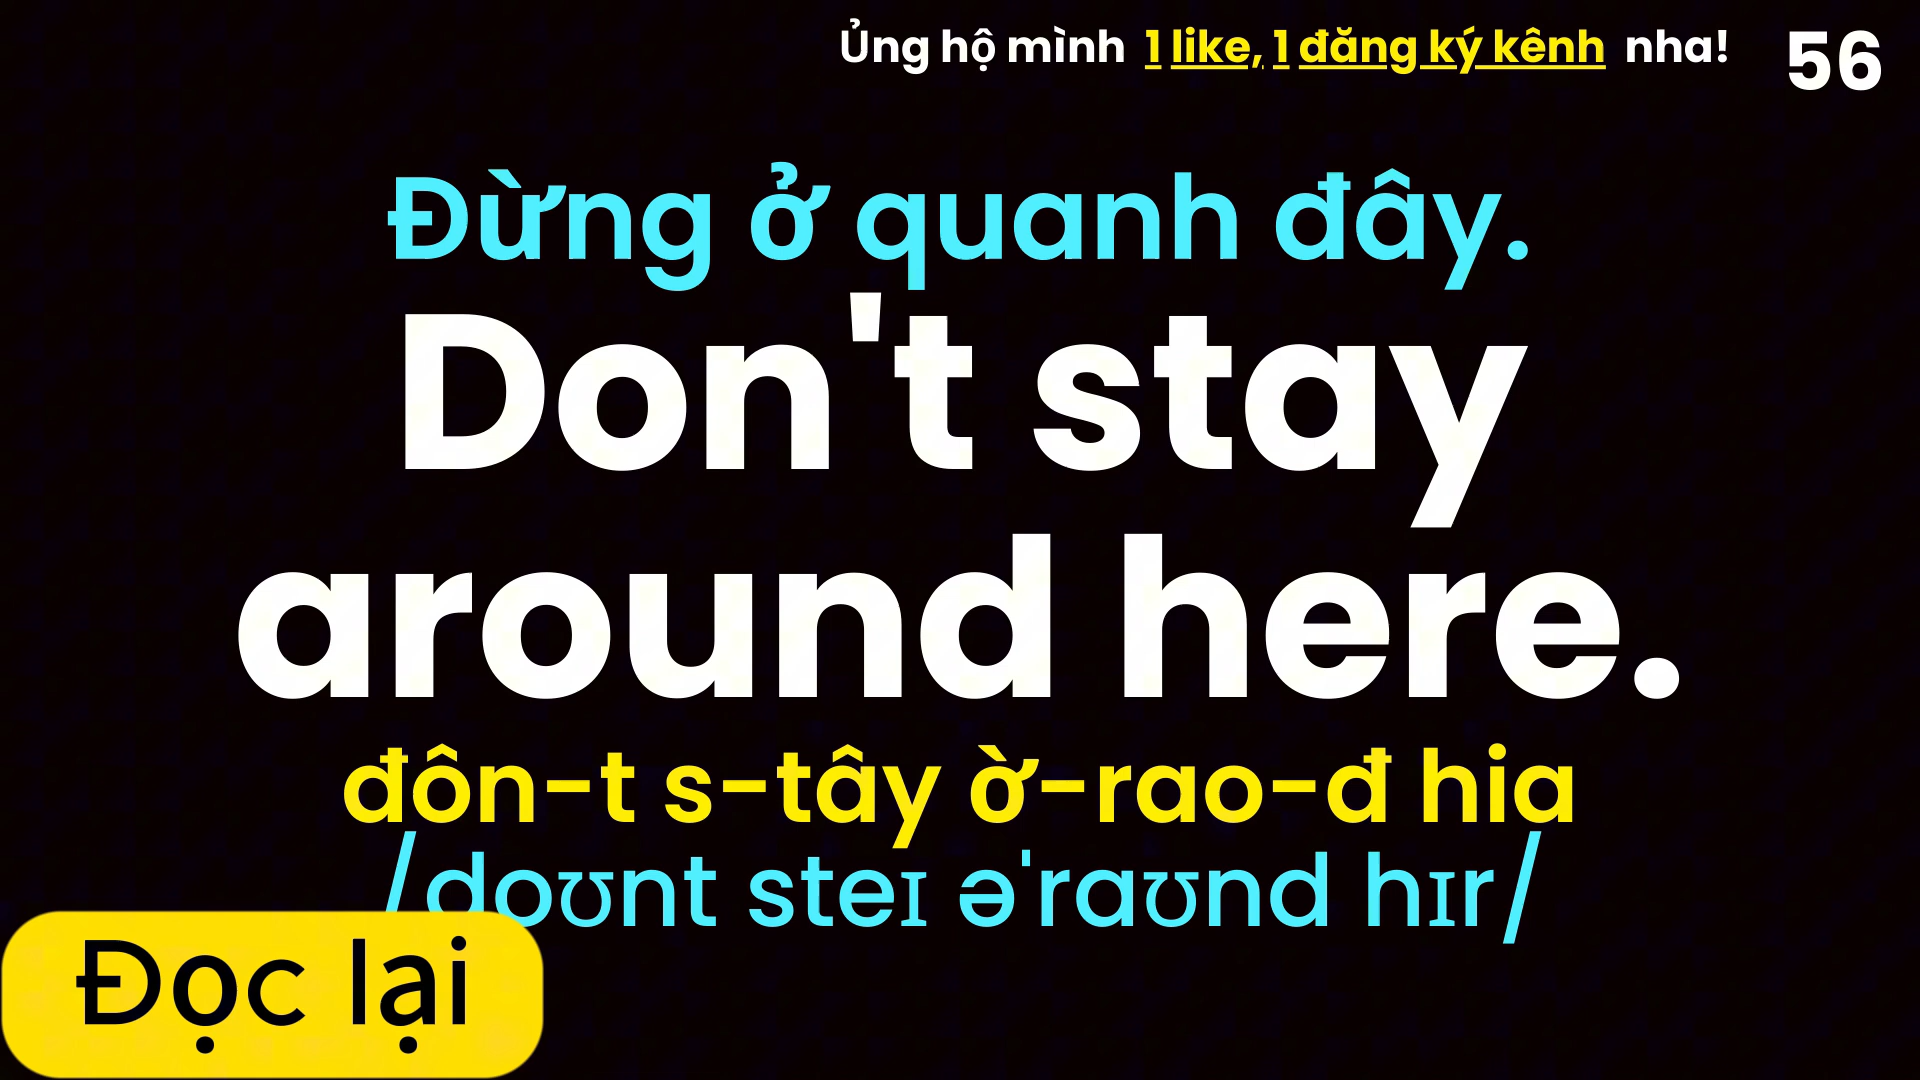 Ủng hộ mình 1 like, 1 đăng ký kênh nha!
56
Đừng ở quanh đây.
Don't stay
around here.
đôn-t s-tây ờ-rao-đ hia
/doʊnt steɪ əˈraʊnd hɪr/
Đọc lại